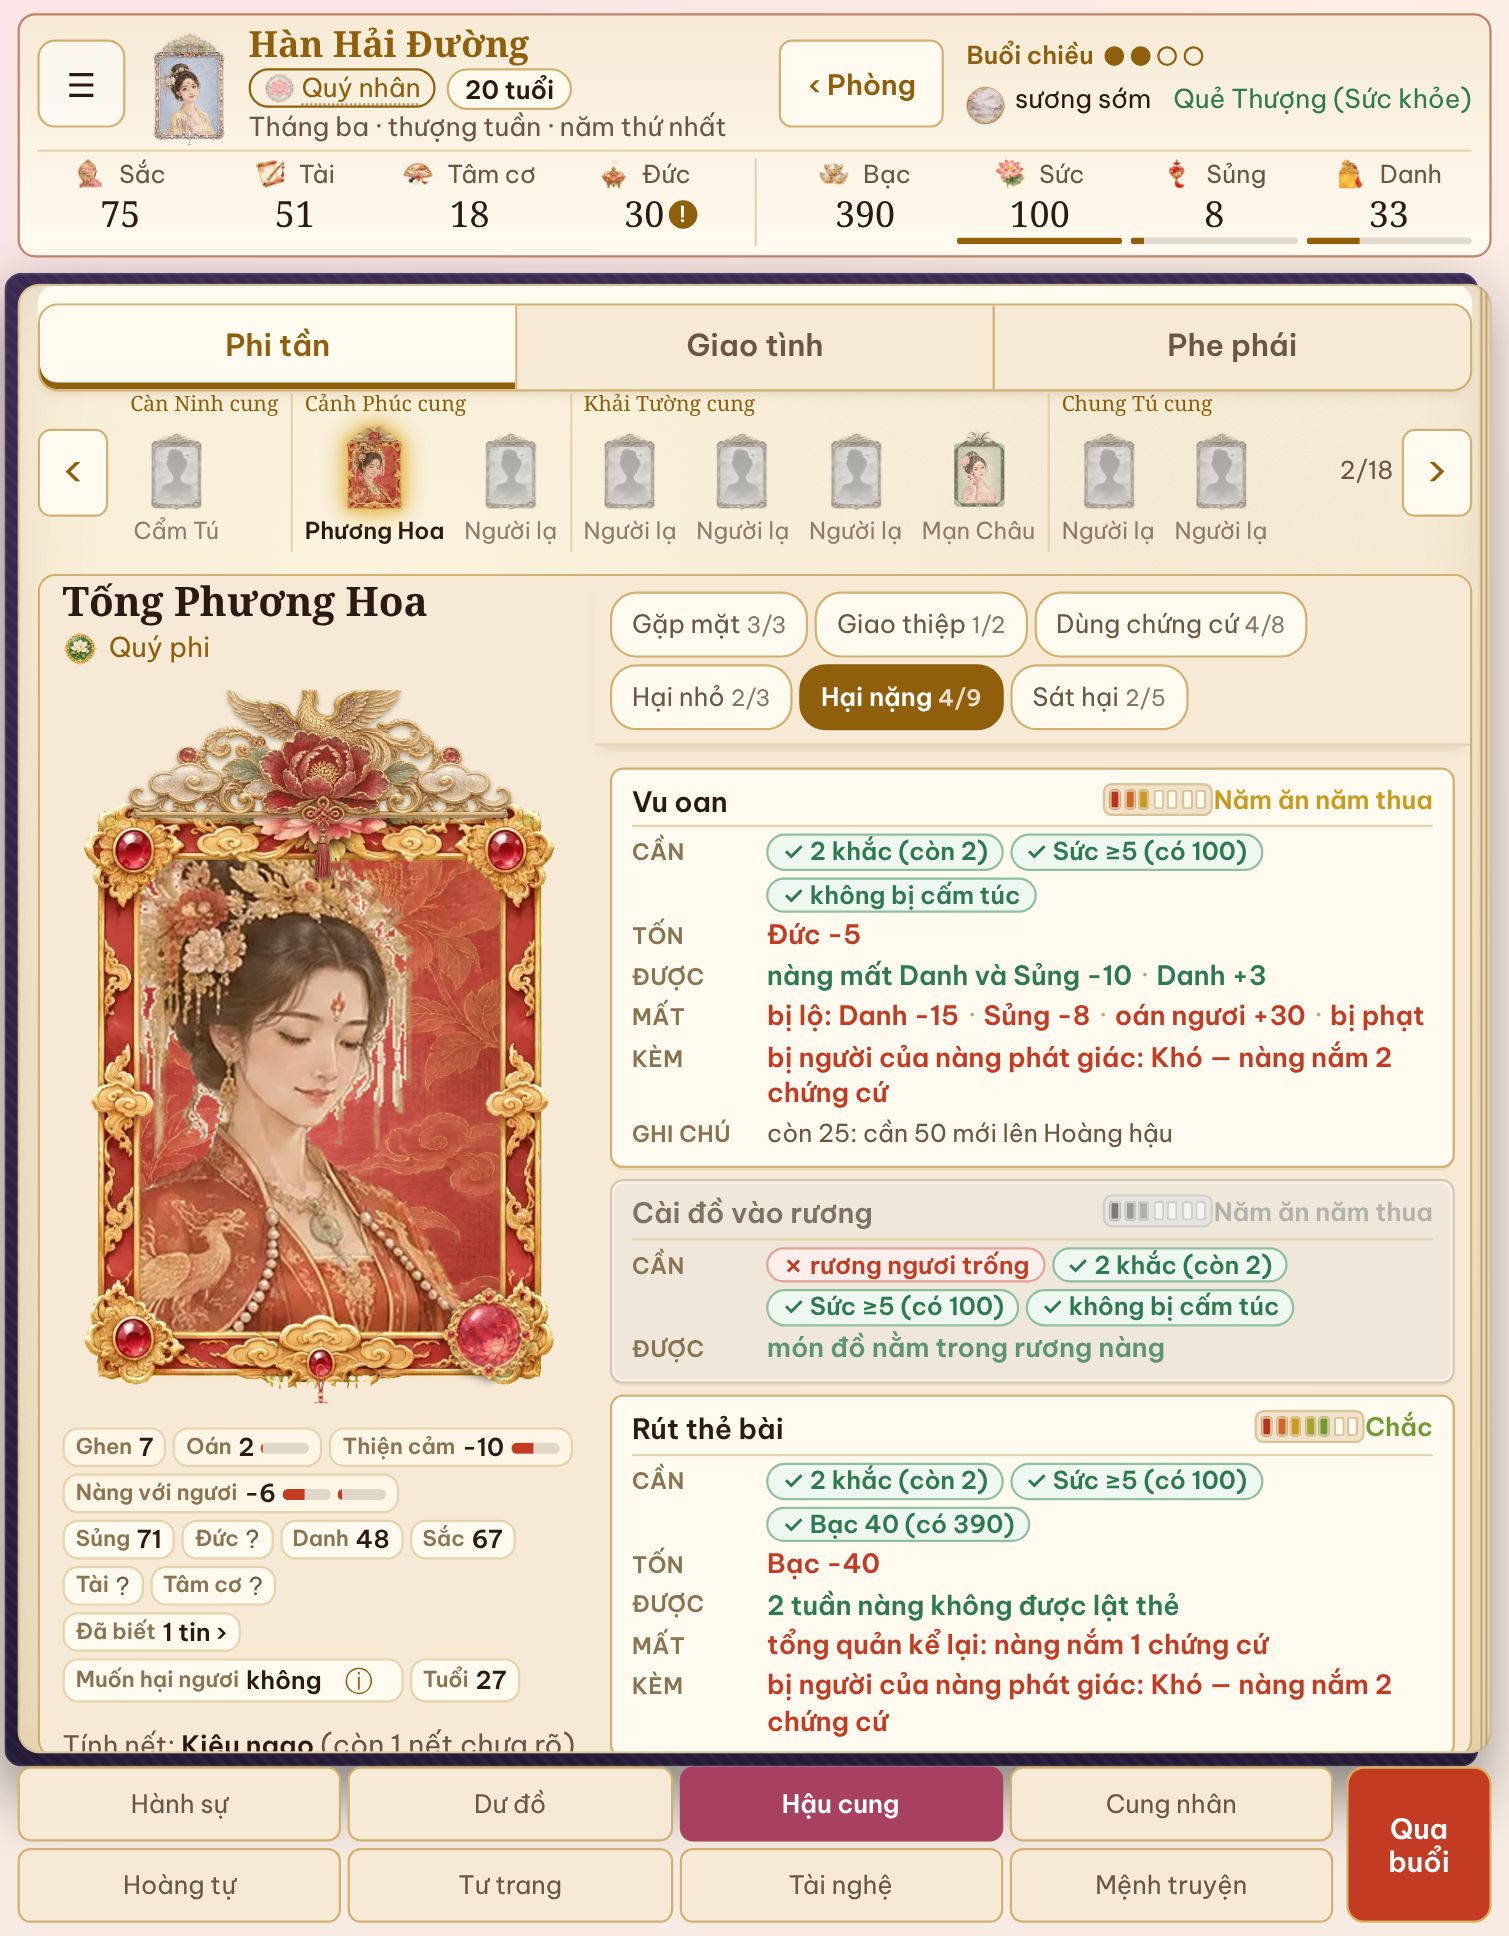 ☰
Hàn Hải Đường
Quý nhân
20 tuổi
Tháng ba · thượng tuần · năm thứ nhất
‹ Phòng
Buổi chiều
sương sớm Quẻ Thượng (Sức khỏe)
Sắc Tài Tâm cơ Đức Bạc Sức Sủng Danh
75 51 18 30 ! 390 100 8 33
Phi tần Giao tình Phe phái
Càn Ninh cung Cảnh Phúc cung Khải Tường cung Chung Tú cung
‹
2/18 ›
Cẩm Tú Phương Hoa Người lạ Người lạ Người lạ Người lạ Mạn Châu Người lạ Người lạ
Tống Phương Hoa
Quý phi
Ghen 7 Oán 2 Thiện cảm -10
Nàng với ngươi -6
Sủng 71 Đức ? Danh 48 Sắc 67
Tài ? Tâm cơ ?
Đã biết 1 tin ›
Muốn hại ngươi không ⓘ Tuổi 27
Tính nết: Kiêu ngạo (còn 1 nết chưa rõ)
Gặp mặt 3/3 Giao thiệp 1/2 Dùng chứng cứ 4/8
Hại nhỏ 2/3 Hại nặng 4/9 Sát hại 2/5
Vu oan Năm ăn năm thua
CẦN ✓ 2 khắc (còn 2) ✓ Sức ≥5 (có 100)
✓ không bị cấm túc
TỐN Đức -5
ĐƯỢC nàng mất Danh và Sủng -10 · Danh +3
MẤT bị lộ: Danh -15 · Sủng -8 · oán ngươi +30 · bị phạt
KÈM bị người của nàng phát giác: Khó — nàng nắm 2
chứng cứ
GHI CHÚ còn 25: cần 50 mới lên Hoàng hậu
Cài đồ vào rương Năm ăn năm thua
CẦN × rương ngươi trống ✓ 2 khắc (còn 2)
✓ Sức ≥5 (có 100) ✓ không bị cấm túc
ĐƯỢC món đồ nằm trong rương nàng
Rút thẻ bài Chắc
CẦN ✓ 2 khắc (còn 2) ✓ Sức ≥5 (có 100)
✓ Bạc 40 (có 390)
TỐN Bạc -40
ĐƯỢC 2 tuần nàng không được lật thẻ
MẤT tổng quản kể lại: nàng nắm 1 chứng cứ
KÈM bị người của nàng phát giác: Khó — nàng nắm 2
chứng cứ
Hành sự Dư đồ Hậu cung Cung nhân
Hoàng tự Tư trang Tài nghệ Mệnh truyện
Qua
buổi